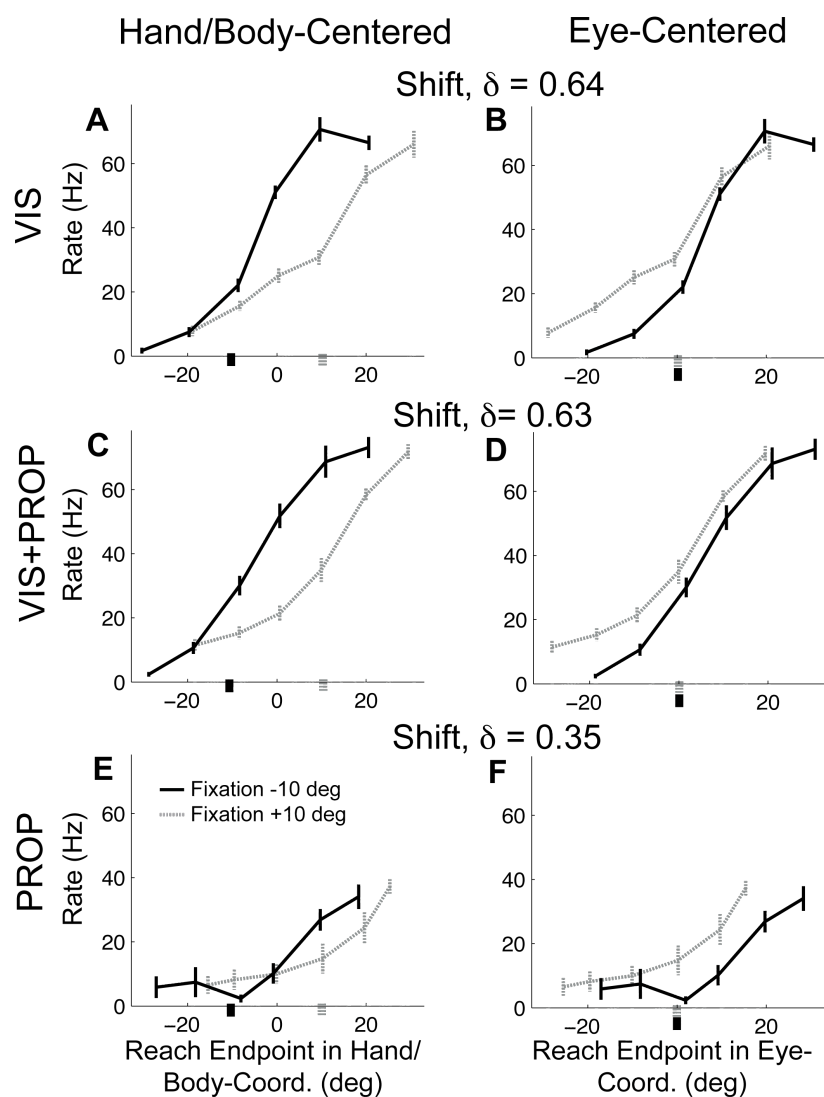 Hand/Body-Centered Eye-Centered
Shift, δ = 0.64
A B
VIS
Rate (Hz)
60 60
40 40
20 20
0 0
−20 0 20 −20 20
Shift, δ= 0.63
C D
VIS+PROP
Rate (Hz)
60 60
40 40
20 20
0 0
−20 0 20 −20 20
Shift, δ = 0.35
E F
PROP
Rate (Hz)
Fixation -10 deg
Fixation +10 deg
60 60
40 40
20 20
0 0
−20 0 20 −20 20
Reach Endpoint in Hand/
Body-Coord. (deg)
Reach Endpoint in Eye-
Coord. (deg)